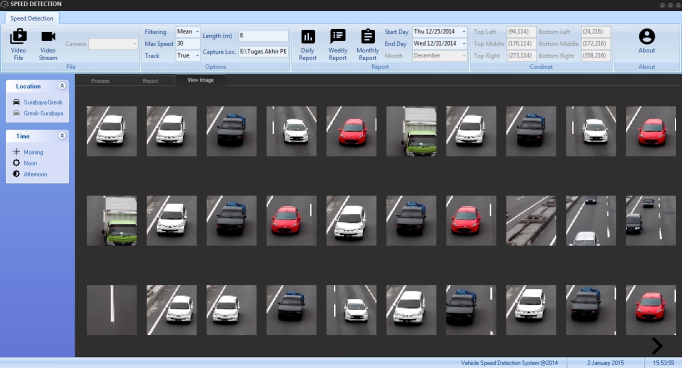 SPEED DETECTION
Speed Detection
Video File
Video Stream
Camera
File
Filtering Mean Length (m) 8
Max Speed 30
Capture Loc. E:\Tugas Akhir PE
Track True
Options
Daily Report
Weekly Report
Monthly Report
Start Day Thu 12/25/2014
End Day Wed 12/31/2014
Month Desember
Report
Top Left (94,114) Bottom Left (24,216)
Top Middle (170,114) Bottom Middle (172,216)
Top Right (273,114) Bottom Right (358,216)
Cordinat
About
About
Location
Surabaya-Gresik
Gresik-Surabaya
Time
Morning
Noon
Afternoon
Process Report View Image
Vehicle Speed Detection System @2014 2 January 2015 15:53:55